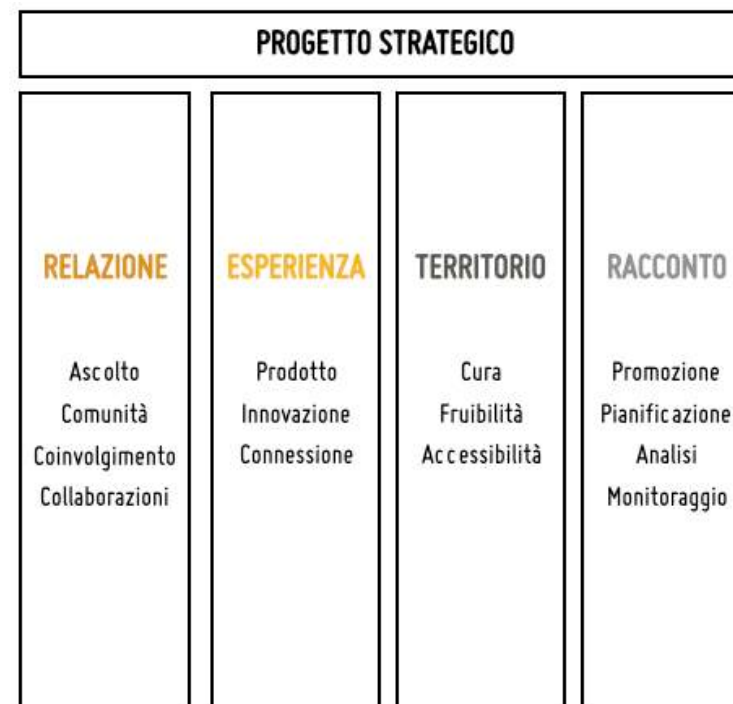 PROGETTO STRATEGICO
RELAZIONE
Ascolto
Comunità
Coinvolgimento
Collaborazioni
ESPERIENZA
Prodotto
Innovazione
Connessione
TERRITORIO
Cura
Fruibilità
Accessibilità
RACCONTO
Promozione
Pianificazione
Analisi
Monitoraggio